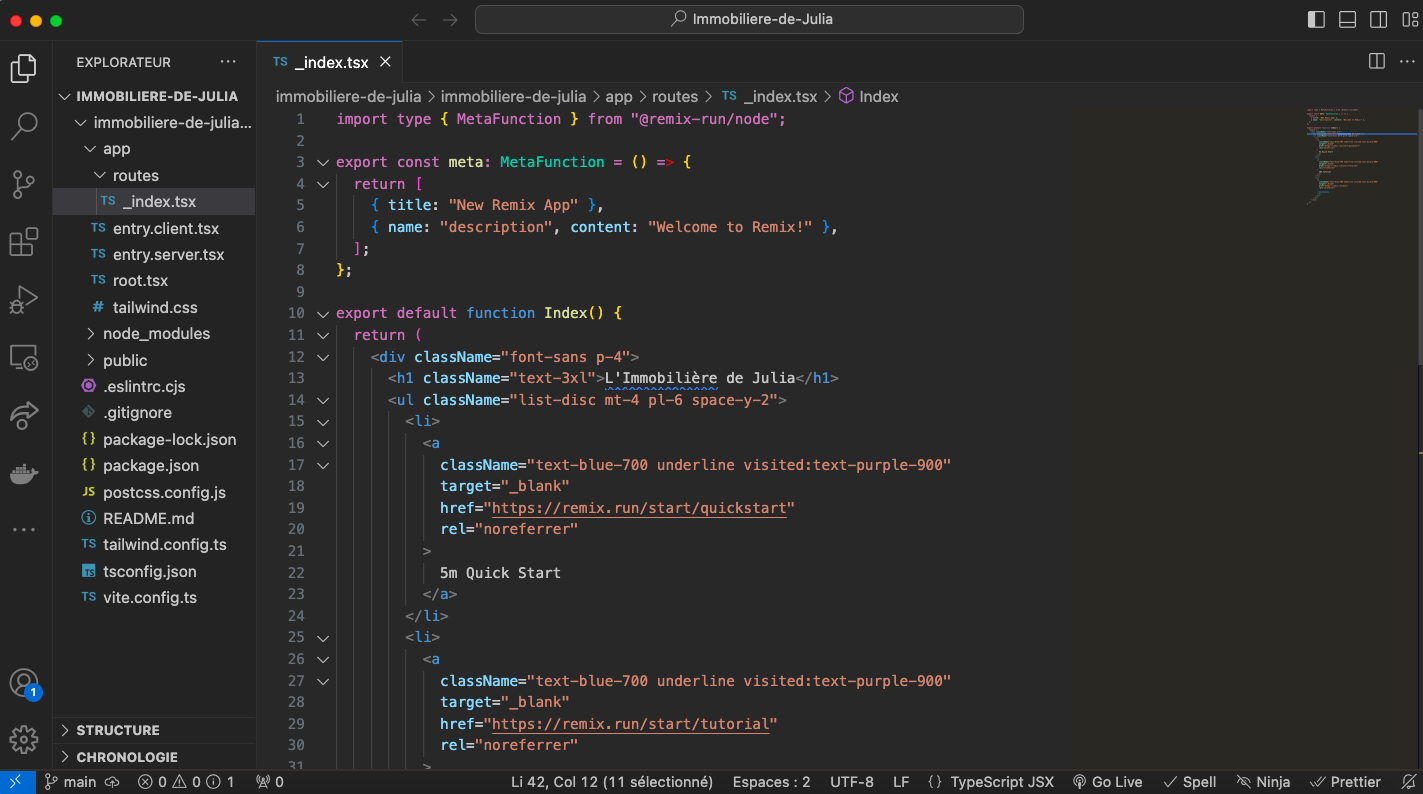 Immobiliere-de-Julia
EXPLORATEUR
IMMOBILIERE-DE-JULIA
immobiliere-de-julia...
app
routes
TS _index.tsx
TS entry.client.tsx
TS entry.server.tsx
TS root.tsx
# tailwind.css
node_modules
public
.eslintrc.cjs
.gitignore
{} package-lock.json
{} package.json
JS postcss.config.js
README.md
TS tailwind.config.ts
TS tsconfig.json
TS vite.config.ts
1
STRUCTURE
CHRONOLOGIE
TS _index.tsx
immobiliere-de-julia > immobiliere-de-julia > app > routes > TS _index.tsx > Index
1 import type { MetaFunction } from "@remix-run/node";
2
3 export const meta: MetaFunction = () => {
4 return [
5 { title: "New Remix App" },
6 { name: "description", content: "Welcome to Remix!" },
7 ];
8 };
9
10 export default function Index() {
11 return (
12 <div className="font-sans p-4">
13 <h1 className="text-3xl">L'Immobilière de Julia</h1>
14 <ul className="list-disc mt-4 pl-6 space-y-2">
15 <li>
16 <a
17 className="text-blue-700 underline visited:text-purple-900"
18 target="_blank"
19 href="https://remix.run/start/quickstart"
20 rel="noreferrer"
21 >
22 5m Quick Start
23 </a>
24 </li>
25 <li>
26 <a
27 className="text-blue-700 underline visited:text-purple-900"
28 target="_blank"
29 href="https://remix.run/start/tutorial"
30 rel="noreferrer"
31 >
main 0 0 1 0 Li 42, Col 12 (11 sélectionné) Espaces : 2 UTF-8 LF {} TypeScript JSX Go Live Spell Ninja Prettier